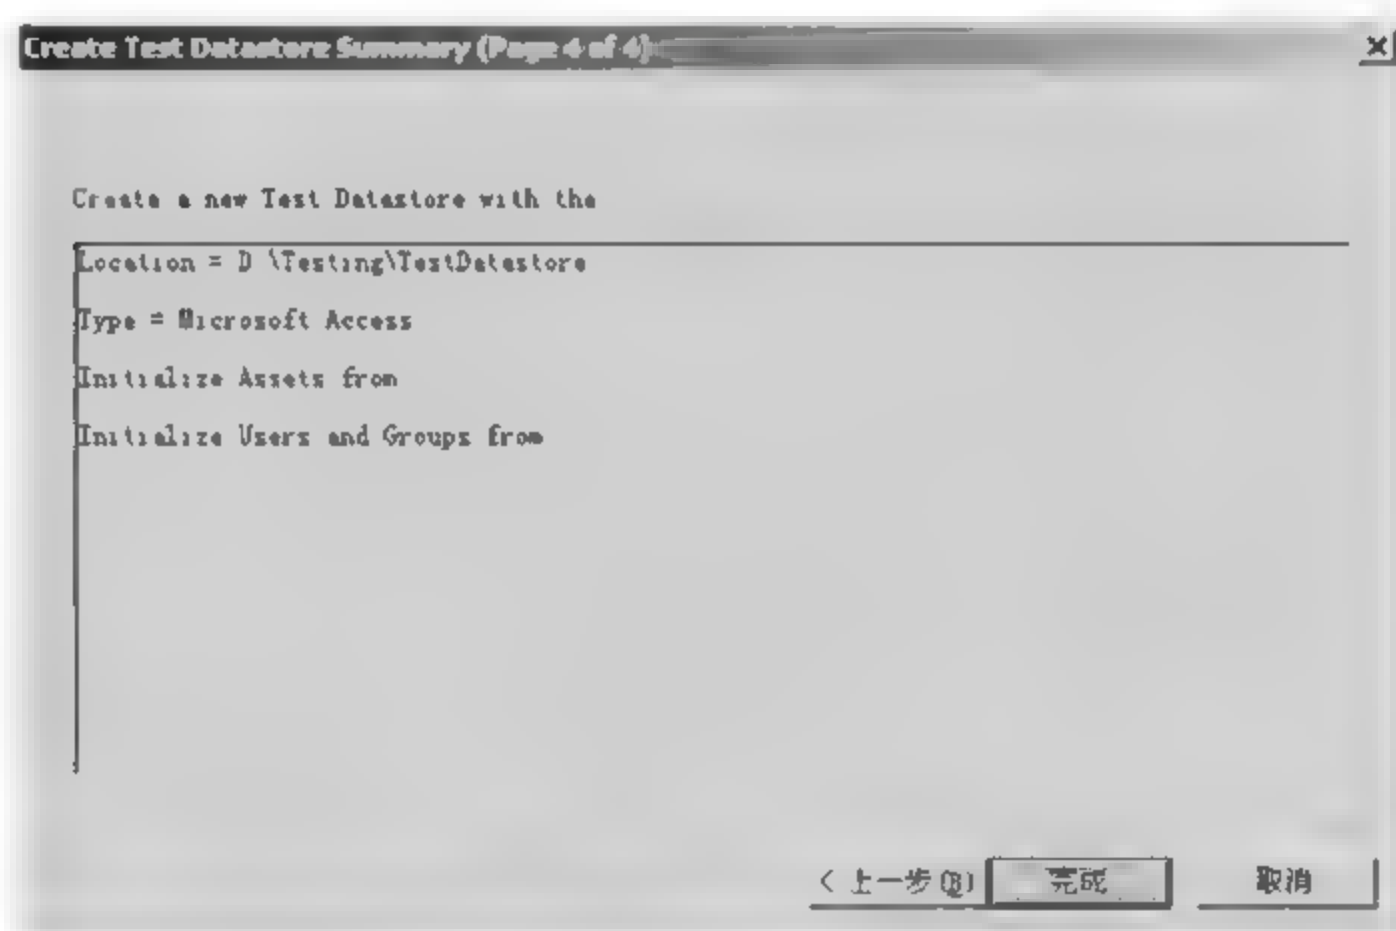 Create Test Datastore Summary (Page 4 of 4)
Create a new Test Datastore with the
Location = D \Testing\TestDatastore
Type = Microsoft Access
Initialize Assets from
Initialize Users and Groups from
< 上一步(B) 完成 取消